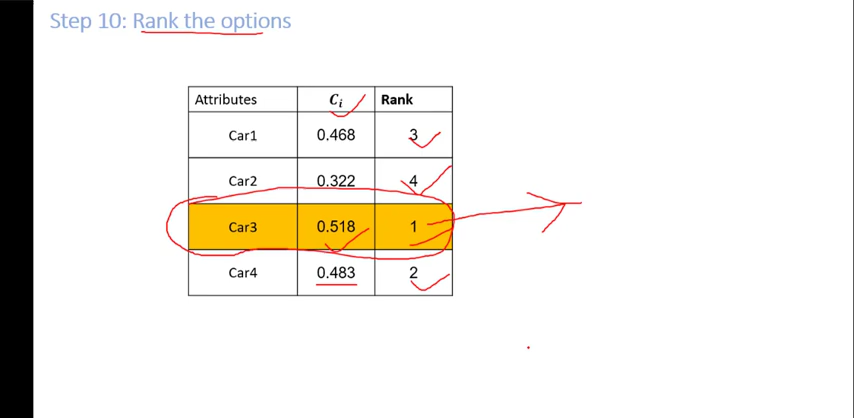 Step 10: Rank the options
Attributes Cᵢ Rank
Car1 0.468 3
Car2 0.322 4
Car3 0.518 1
Car4 0.483 2